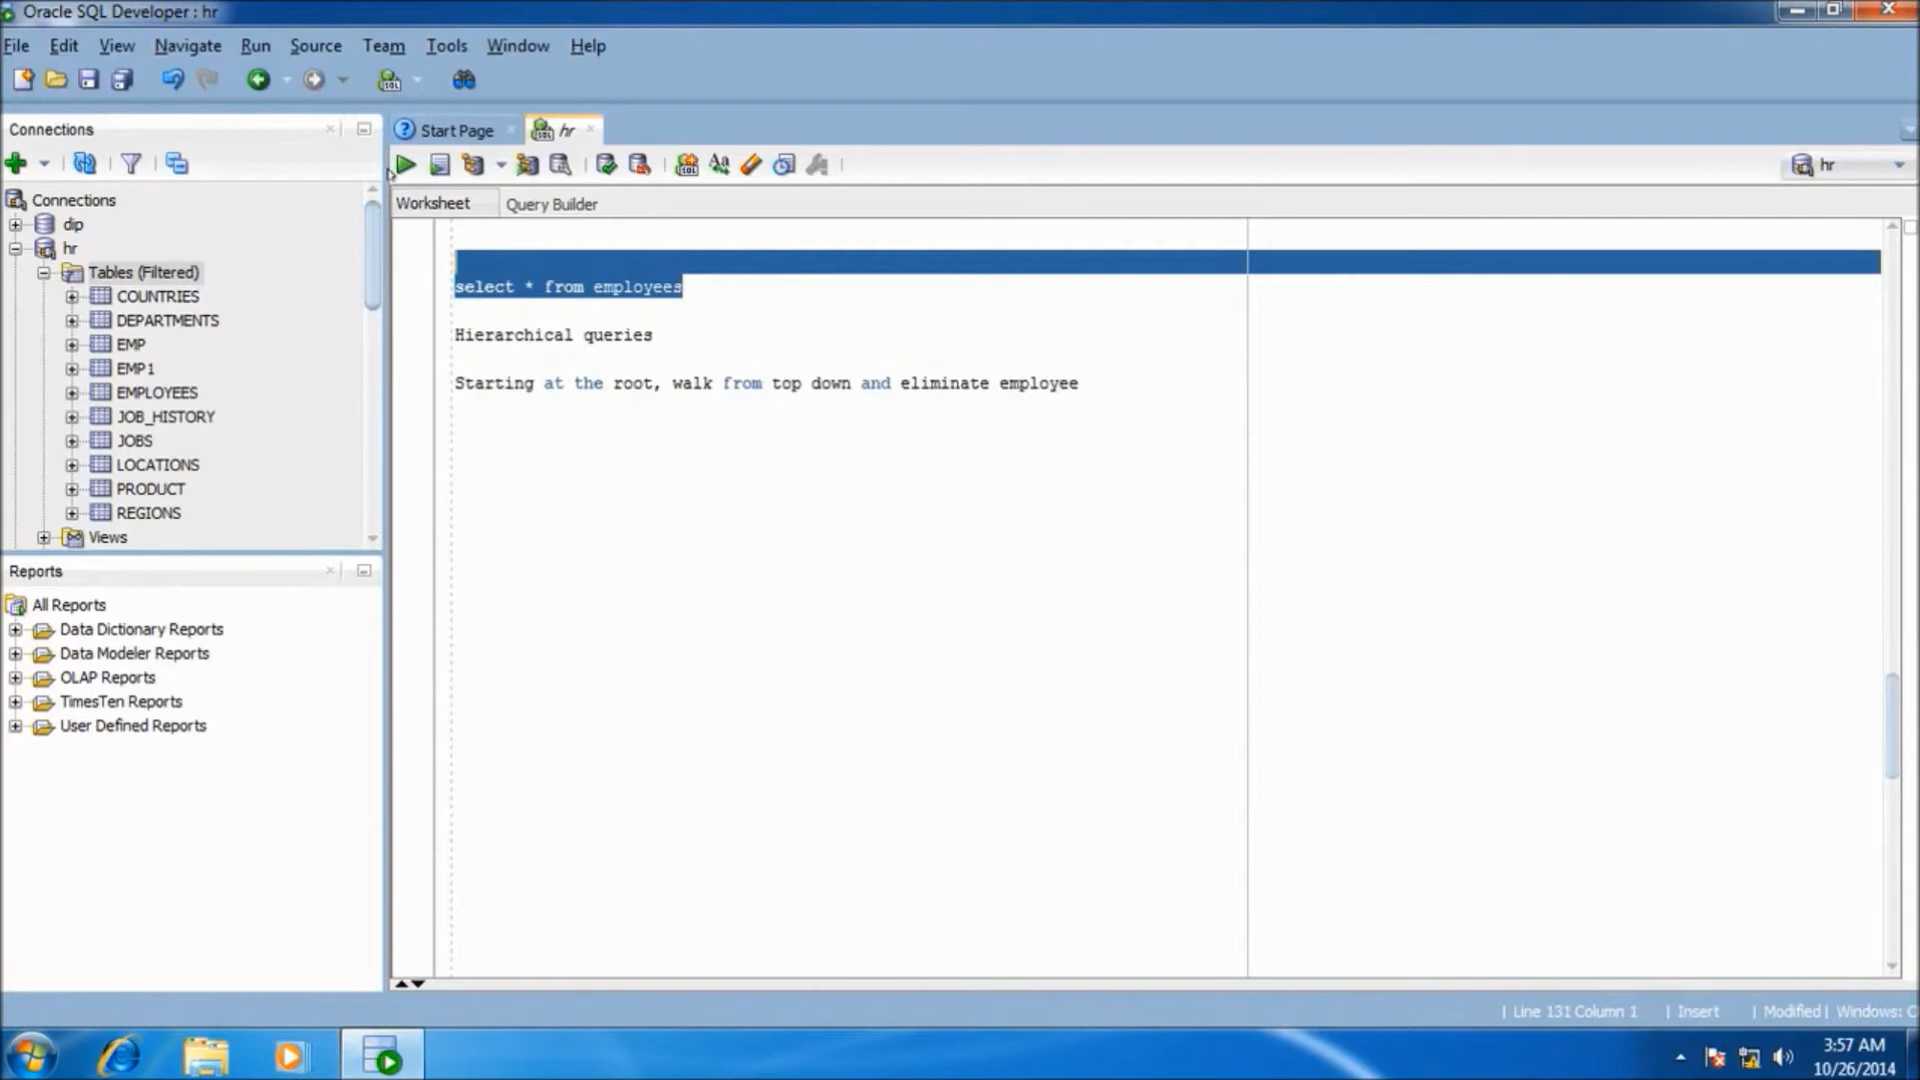 Oracle SQL Developer : hr
File Edit View Navigate Run Source Team Tools Window Help
Connections
Start Page
hr
hr
Worksheet
Query Builder
Connections
dip
hr
Tables (Filtered)
COUNTRIES
DEPARTMENTS
EMP
EMP1
EMPLOYEES
JOB_HISTORY
JOBS
LOCATIONS
PRODUCT
REGIONS
Views
select * from employees
Hierarchical queries
Starting at the root, walk from top down and eliminate employee
Reports
All Reports
Data Dictionary Reports
Data Modeler Reports
OLAP Reports
TimesTen Reports
User Defined Reports
| Line 131 Column 1 | Insert | Modified | Windows: C
3:57 AM
10/26/2014